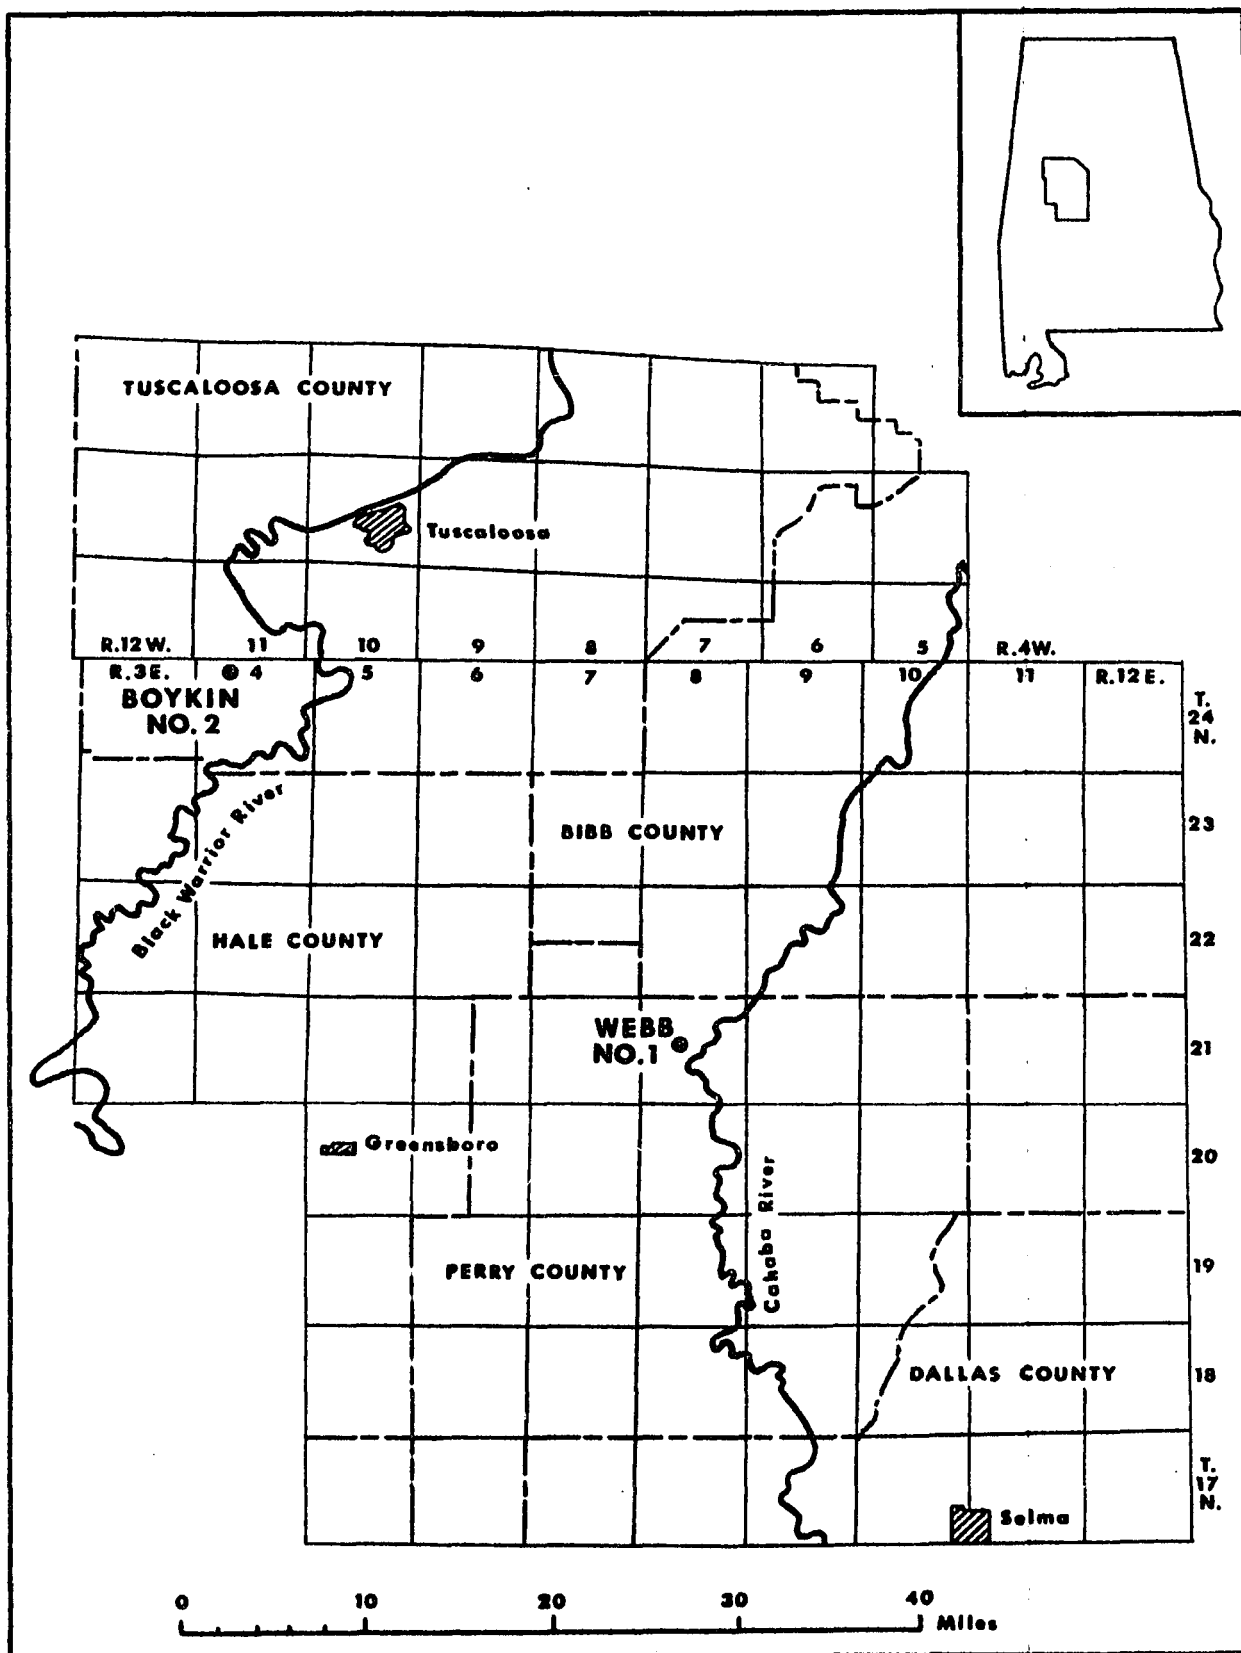 TUSCALOOSA COUNTY
Tuscaloosa
R.12W. 11 10 9 8 7 6 5 R.4W.
R.3E. 4 5 6 7 8 9 10 11 R.12E.
BOYKIN
NO. 2
T.
24
N.
Black Warrior River
BIBB COUNTY
23
HALE COUNTY
22
WEBB
NO. 1
21
Greensboro
20
Cahaba River
PERRY COUNTY
19
DALLAS COUNTY
18
T.
17
N.
Selma
0 10 20 30 40
Miles